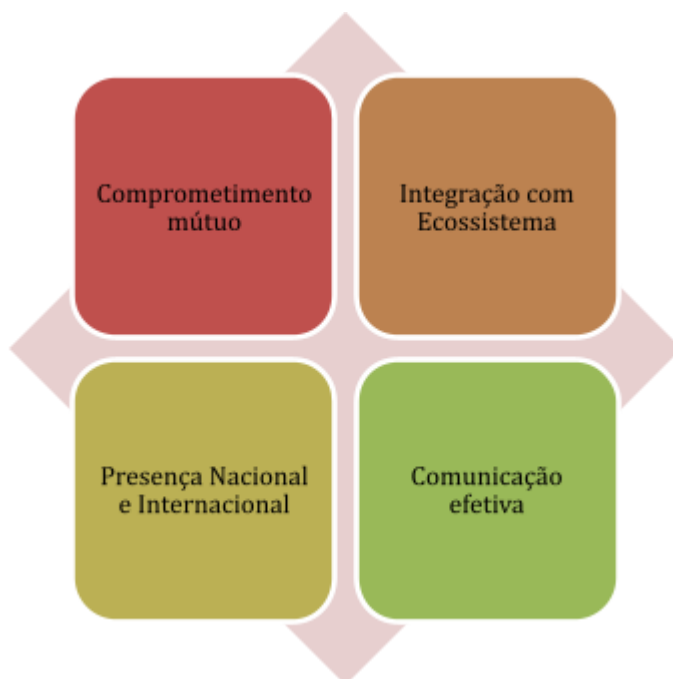 Comprometimento
mútuo
Integração com
Ecossistema
Presença Nacional
e Internacional
Comunicação
efetiva